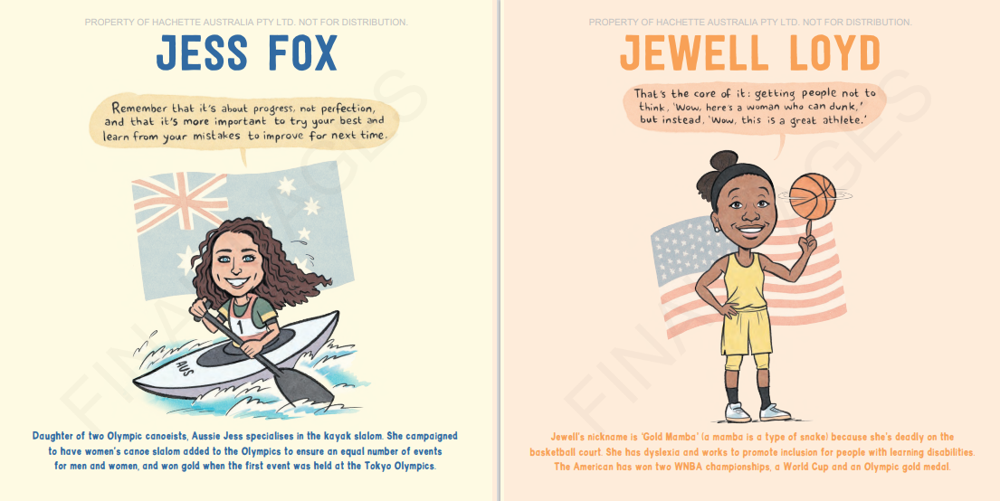 PROPERTY OF HACHETTE AUSTRALIA PTY LTD. NOT FOR DISTRIBUTION.
JESS FOX
Remember that it's about progress, not perfection,
and that it's more important to try your best and
learn from your mistakes to improve for next time.
1
AUS
Daughter of two Olympic canoeists, Aussie Jess specialises in the kayak slalom. She campaigned
to have women's canoe slalom added to the Olympics to ensure an equal number of events
for men and women, and won gold when the first event was held at the Tokyo Olympics.
FINAL PAGES
PROPERTY OF HACHETTE AUSTRALIA PTY LTD. NOT FOR DISTRIBUTION.
JEWELL LOYD
That's the core of it: getting people not to
think, 'Wow, here's a woman who can dunk,'
but instead, 'Wow, this is a great athlete.'
Jewell's nickname is 'Gold Mamba' (a mamba is a type of snake) because she's deadly on the
basketball court. She has dyslexia and works to promote inclusion for people with learning disabilities.
The American has won two WNBA championships, a World Cup and an Olympic gold medal.
FINAL PAGES